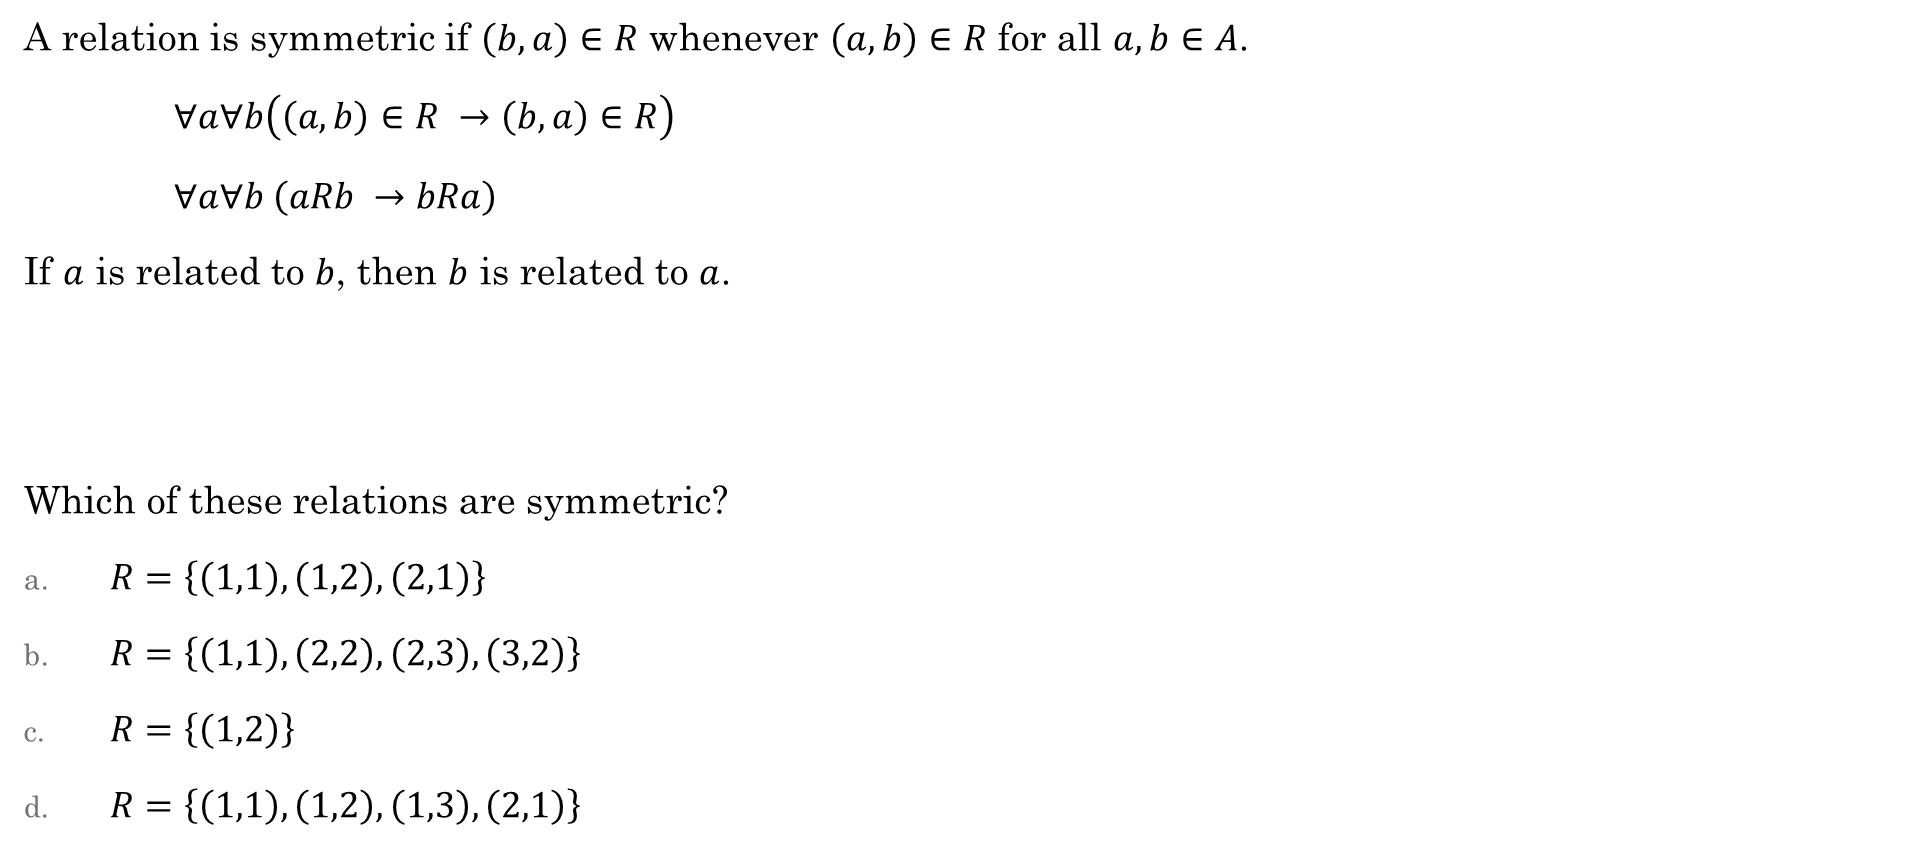 A relation is symmetric if (b, a) ∈ R whenever (a, b) ∈ R for all a, b ∈ A.
∀a∀b((a, b) ∈ R → (b, a) ∈ R)
∀a∀b (aRb → bRa)
If a is related to b, then b is related to a.
Which of these relations are symmetric?
a. R = {(1,1), (1,2), (2,1)}
b. R = {(1,1), (2,2), (2,3), (3,2)}
c. R = {(1,2)}
d. R = {(1,1), (1,2), (1,3), (2,1)}